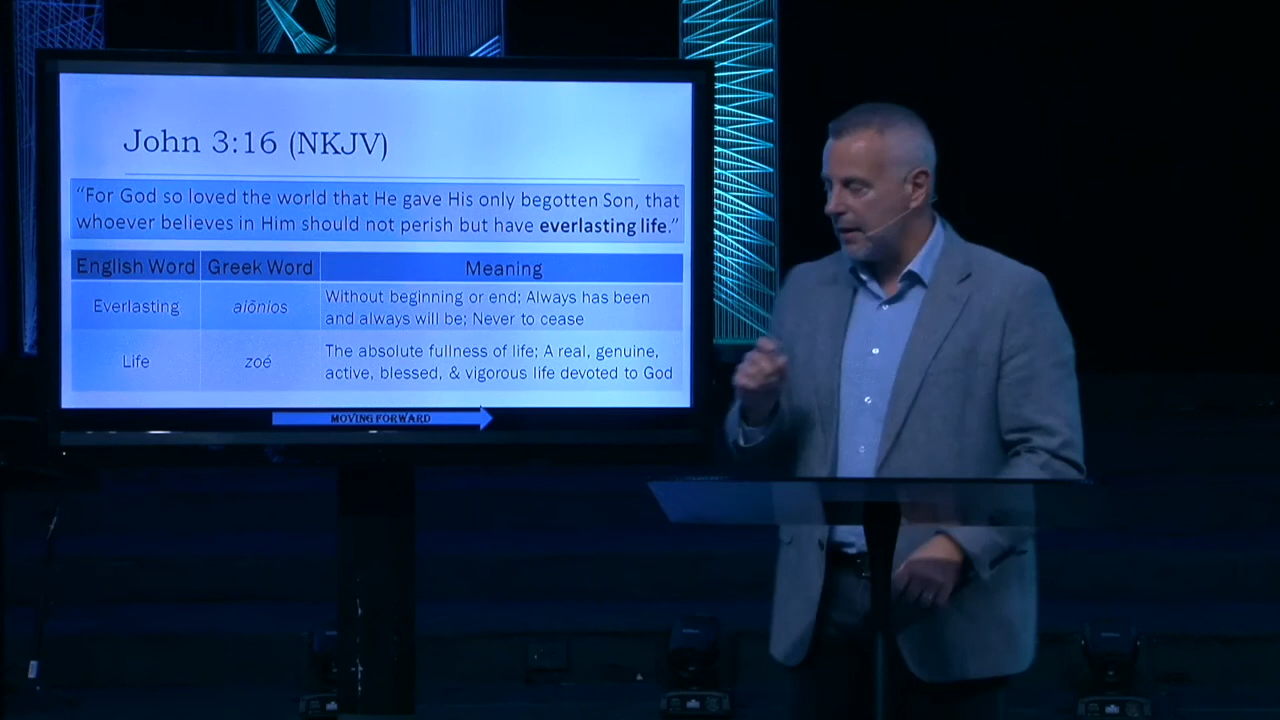 John 3:16 (NKJV)
“For God so loved the world that He gave His only begotten Son, that
whoever believes in Him should not perish but have everlasting life.”
English Word Greek Word Meaning
Everlasting aiōnios Without beginning or end; Always has been
and always will be; Never to cease
Life zoé The absolute fullness of life; A real, genuine,
active, blessed, & vigorous life devoted to God
MOVING FORWARD